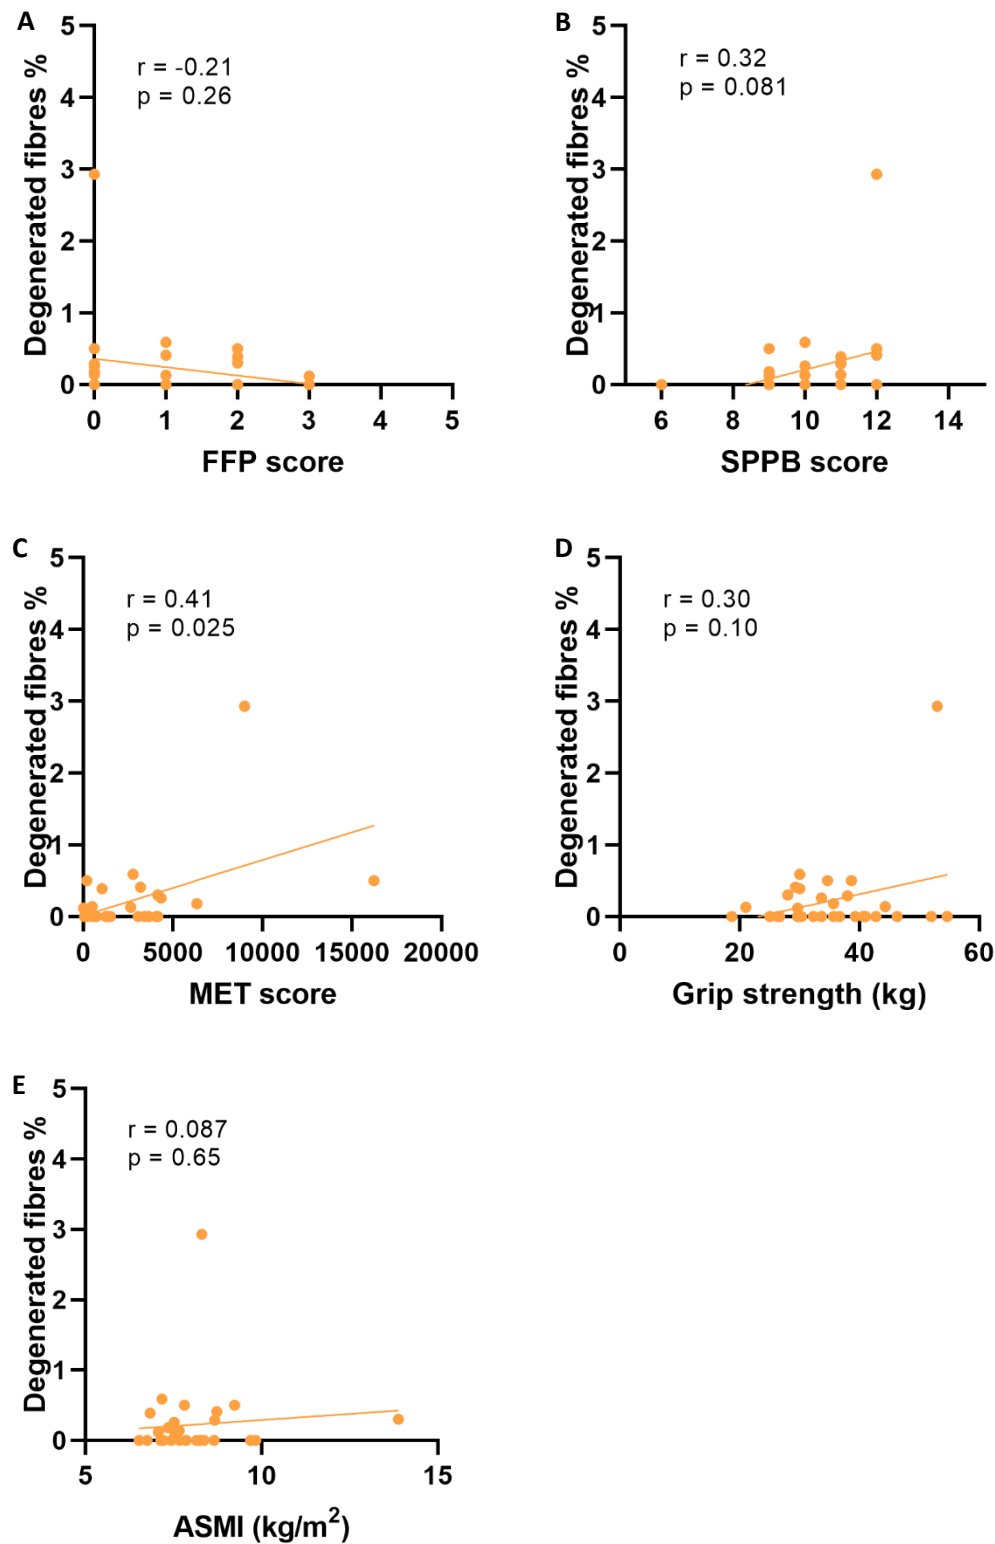 A
Degenerated fibres %
5
4
3
2
1
0
r = -0.21
p = 0.26
0 1 2 3 4 5
FFP score
B
Degenerated fibres %
5
4
3
2
1
0
r = 0.32
p = 0.081
6 8 10 12 14
SPPB score
C
Degenerated fibres %
5
4
3
2
1
0
r = 0.41
p = 0.025
0 5000 10000 15000 20000
MET score
D
Degenerated fibres %
5
4
3
2
1
0
r = 0.30
p = 0.10
0 20 40 60
Grip strength (kg)
E
Degenerated fibres %
5
4
3
2
1
0
r = 0.087
p = 0.65
5 10 15
ASMI (kg/m²)